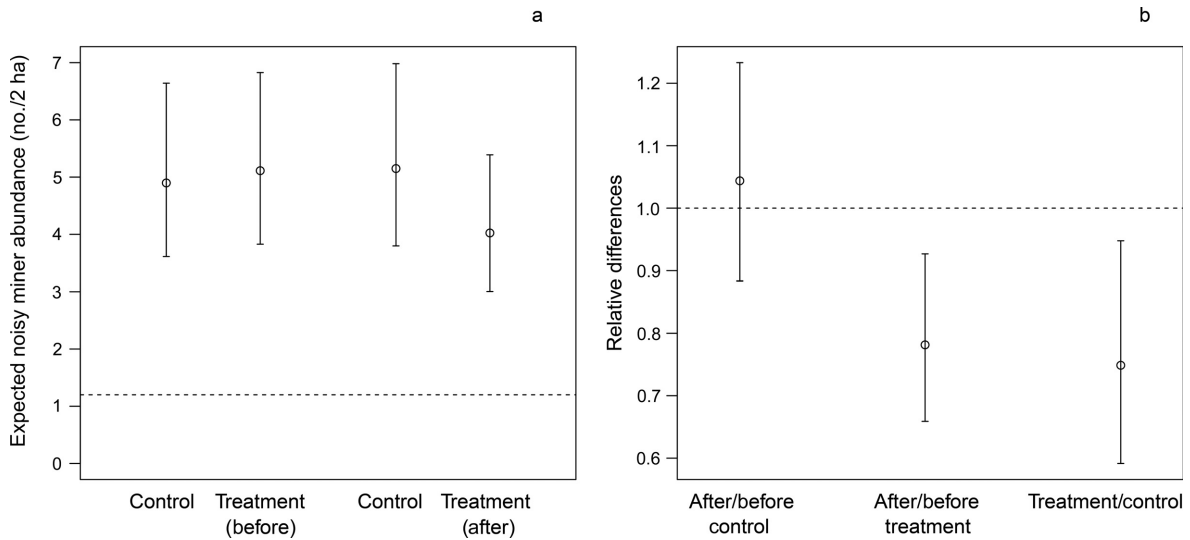 a
Expected noisy miner abundance (no./2 ha)
7
6
5
4
3
2
1
0
Control Treatment Control Treatment
(before) (after)
b
Relative differences
1.2
1.1
1.0
0.9
0.8
0.7
0.6
After/before After/before Treatment/control
control treatment